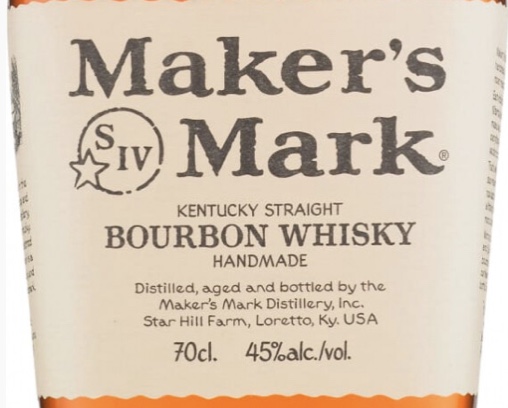 Maker's
SIV Mark®
KENTUCKY STRAIGHT
BOURBON WHISKY
HANDMADE
Distilled, aged and bottled by the
Maker's Mark Distillery, Inc.
Star Hill Farm, Loretto, Ky. USA
70cl. 45%alc./vol.